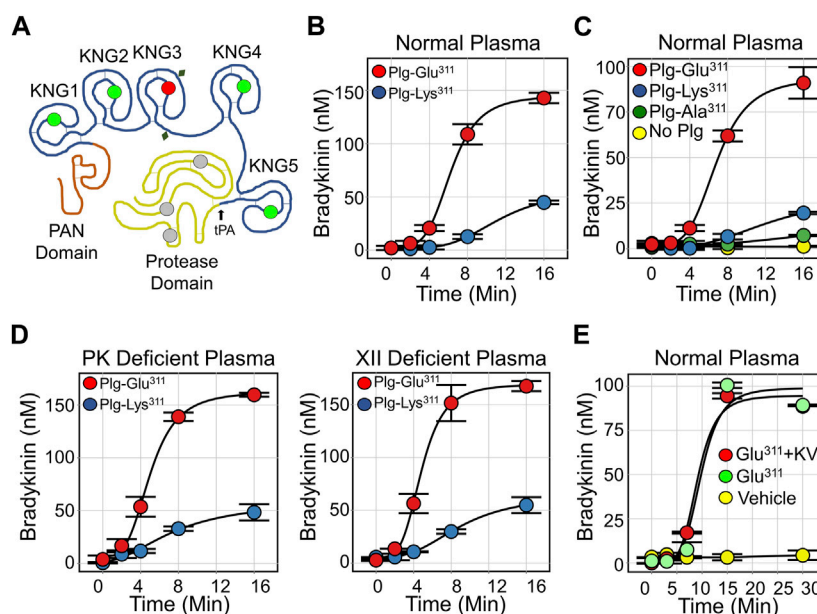 A
KNG1
KNG2
KNG3
KNG4
KNG5
tPA
PAN
Domain
Protease
Domain
B
Normal Plasma
Plg-Glu³¹¹
Plg-Lys³¹¹
Bradykinin (nM)
150
100
50
0
0 4 8 12 16
Time (Min)
C
Normal Plasma
Plg-Glu³¹¹
Plg-Lys³¹¹
Plg-Ala³¹¹
No Plg
Bradykinin (nM)
100
75
50
25
0
0 4 8 12 16
Time (Min)
D
PK Deficient Plasma
Plg-Glu³¹¹
Plg-Lys³¹¹
Bradykinin (nM)
150
100
50
0
0 4 8 12 16
Time (Min)
XII Deficient Plasma
Plg-Glu³¹¹
Plg-Lys³¹¹
Bradykinin (nM)
150
100
50
0
0 4 8 12 16
Time (Min)
E
Normal Plasma
Glu³¹¹+KV
Glu³¹¹
Vehicle
Bradykinin (nM)
100
75
50
25
0
0 5 10 15 20 25 30
Time (Min)